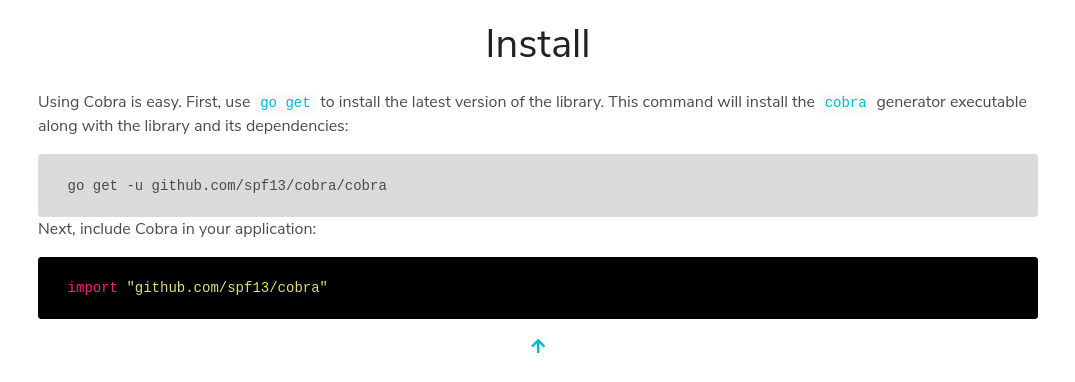 Install
Using Cobra is easy. First, use go get to install the latest version of the library. This command will install the cobra generator executable
along with the library and its dependencies:
go get -u github.com/spf13/cobra/cobra
Next, include Cobra in your application:
import "github.com/spf13/cobra"